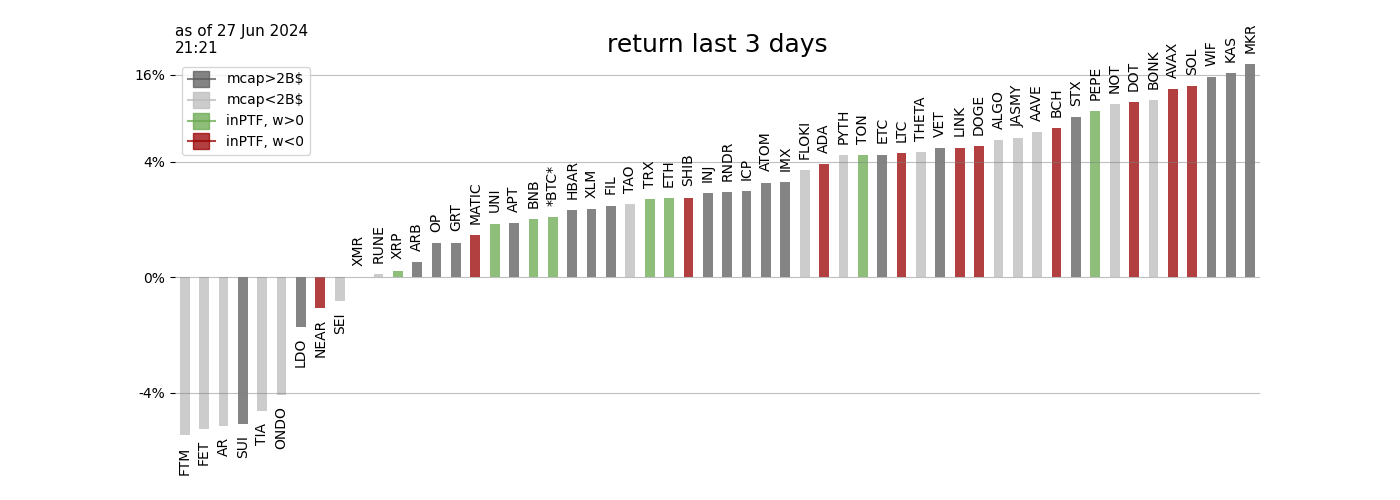 as of 27 Jun 2024
21:21
return last 3 days
mcap>2B$
mcap<2B$
inPTF, w>0
inPTF, w<0
16%
4%
0%
-4%
FTM
FET
AR
SUI
TIA
ONDO
LDO
NEAR
SEI
XMR
RUNE
XRP
ARB
OP
GRT
MATIC
UNI
APT
BNB
*BTC*
HBAR
XLM
FIL
TAO
TRX
ETH
SHIB
INJ
RNDR
ICP
ATOM
IMX
FLOKI
ADA
PYTH
TON
ETC
LTC
THETA
VET
LINK
DOGE
ALGO
JASMY
AAVE
BCH
STX
PEPE
NOT
DOT
BONK
AVAX
SOL
WIF
KAS
MKR